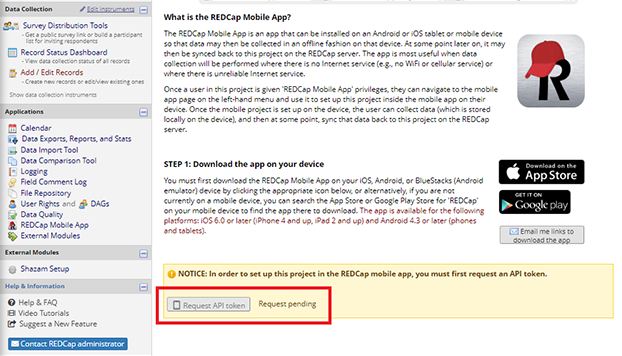 Data Collection
Edit instruments
Survey Distribution Tools
- Get a public survey link or build a participant
list for inviting respondents
Record Status Dashboard
- View data collection status of all records
Add / Edit Records
- Create new records or edit/view existing ones
Show data collection instruments
Applications
Calendar
Data Exports, Reports, and Stats
Data Import Tool
Data Comparison Tool
Logging
Field Comment Log
File Repository
User Rights and DAGs
Data Quality
REDCap Mobile App
External Modules
External Modules
Shazam Setup
Help & Information
Help & FAQ
Video Tutorials
Suggest a New Feature
Contact REDCap administrator
What is the REDCap Mobile App?
The REDCap Mobile App is an app that can be installed on an Android or iOS tablet or mobile device
so that data may then be collected in an offline fashion on that device. At some point later on, it may
then be synced back to this project on the REDCap server. The app is most useful when data
collection will be performed where there is no Internet service (e.g., no WiFi or cellular service) or
where there is unreliable Internet service.
Once a user in this project is given 'REDCap Mobile App' privileges, they can navigate to the mobile
app page on the left-hand menu and use it to set up this project inside the mobile app on their
device. Once the mobile project is set up on the device, the user can collect data (which is stored
locally on the device), and then at some point, sync that data back to this project on the REDCap
server.
R
STEP 1: Download the app on your device
You must first download the REDCap Mobile App on your iOS, Android, or BlueStacks (Android
emulator) device by clicking the appropriate icon below, or alternatively, if you are not
currently on a mobile device, you can search the App Store or Google Play Store for 'REDCap'
on your mobile device to find the app there to download. The app is available for the following
platforms: iOS 6.0 or later (iPhone 4 and up, iPad 2 and up) and Android 4.3 or later (phones
and tablets).
Download on the
App Store
GET IT ON
Google play
Email me links to
download the app
NOTICE: In order to set up this project in the REDCap mobile app, you must first request an API token.
Request API token
Request pending